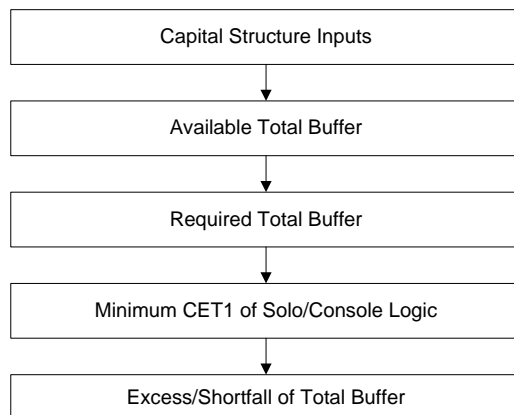 Capital Structure Inputs
Available Total Buffer
Required Total Buffer
Minimum CET1 of Solo/Console Logic
Excess/Shortfall of Total Buffer